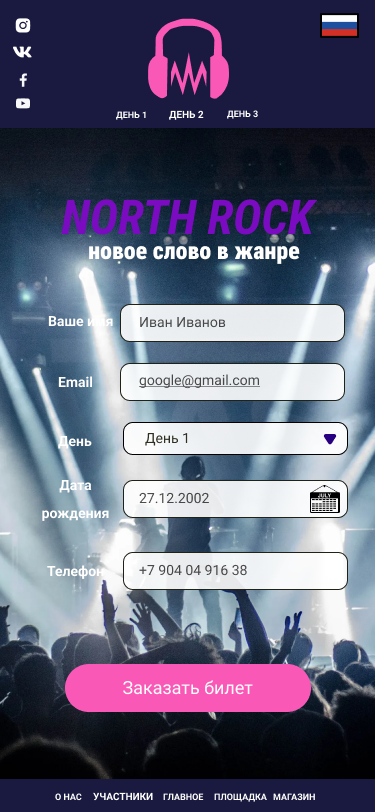 ДЕНЬ 1 ДЕНЬ 2 ДЕНЬ 3
NORTH ROCK
новое слово в жанре
Ваше имя Иван Иванов
Email google@gmail.com
День День 1
Дата
рождения 27.12.2002
JULY
Телефон +7 904 04 916 38
Заказать билет
О НАС УЧАСТНИКИ ГЛАВНОЕ ПЛОЩАДКА МАГАЗИН